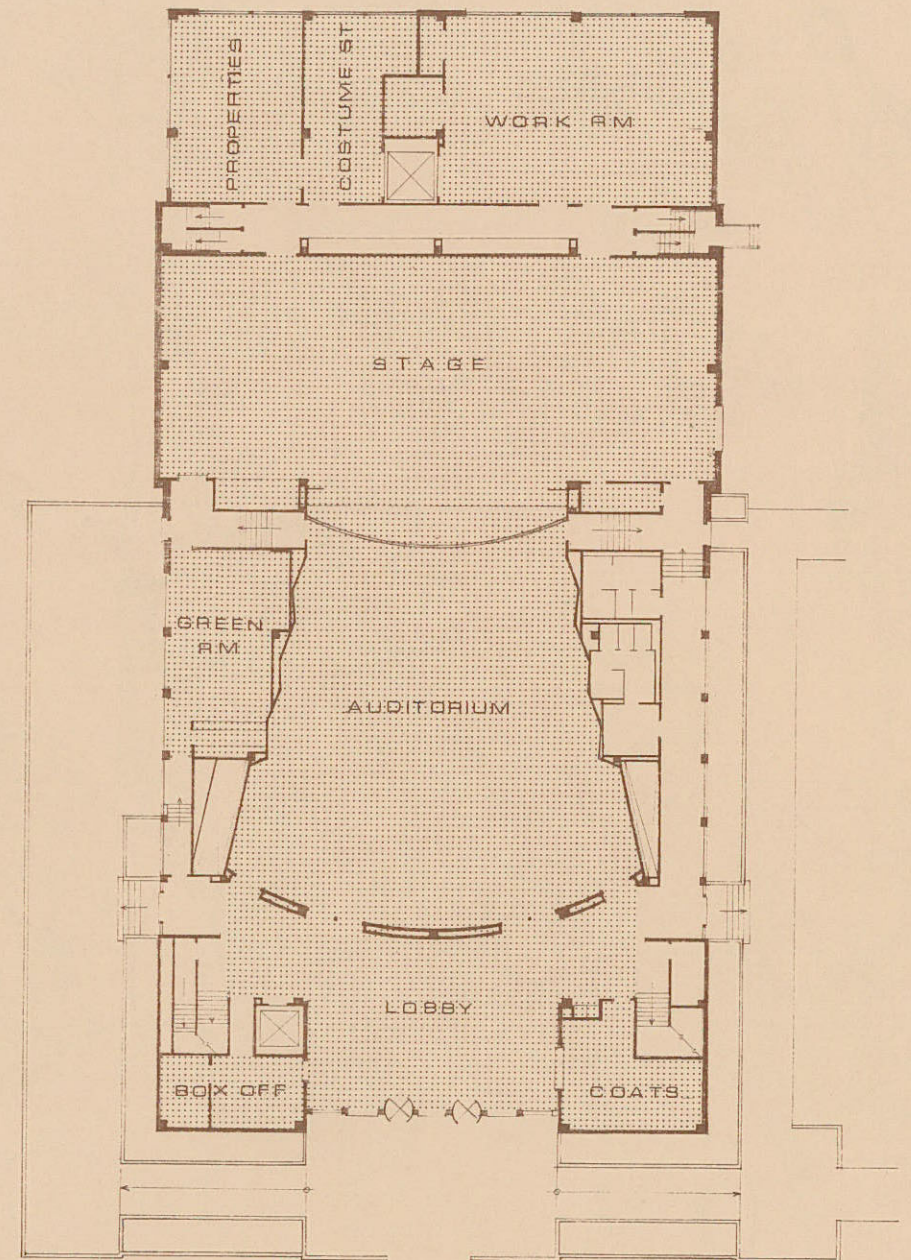 PROPERTIES
COSTUME ST
WORK RM
STAGE
GREEN
RM
AUDITORIUM
LOBBY
BOX OFF
COATS